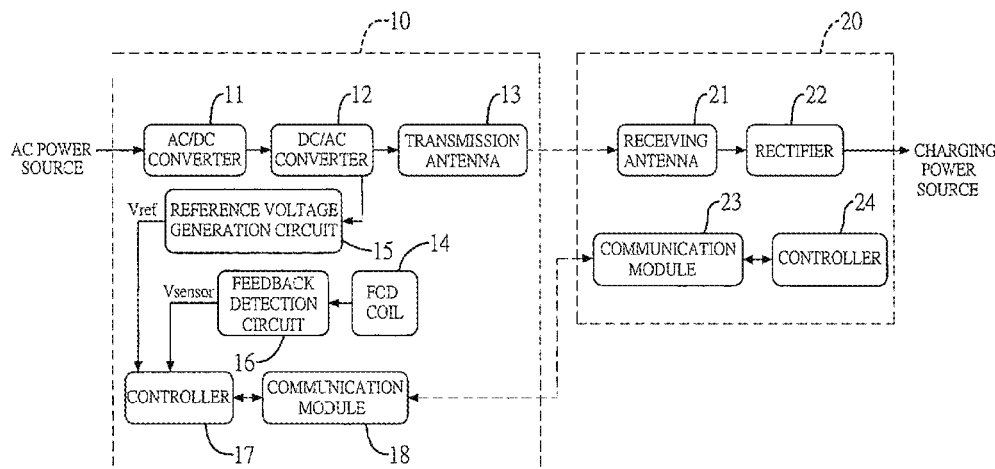 10
20
11
12
13
21
22
AC POWER
SOURCE
AC/DC
CONVERTER
DC/AC
CONVERTER
TRANSMISSION
ANTENNA
RECEIVING
ANTENNA
RECTIFIER
CHARGING
POWER
SOURCE
Vref
REFERENCE VOLTAGE
GENERATION CIRCUIT
15
14
23
24
COMMUNICATION
MODULE
CONTROLLER
Vsensor
FEEDBACK
DETECTION
CIRCUIT
FCD
COIL
16
CONTROLLER
COMMUNICATION
MODULE
17
18